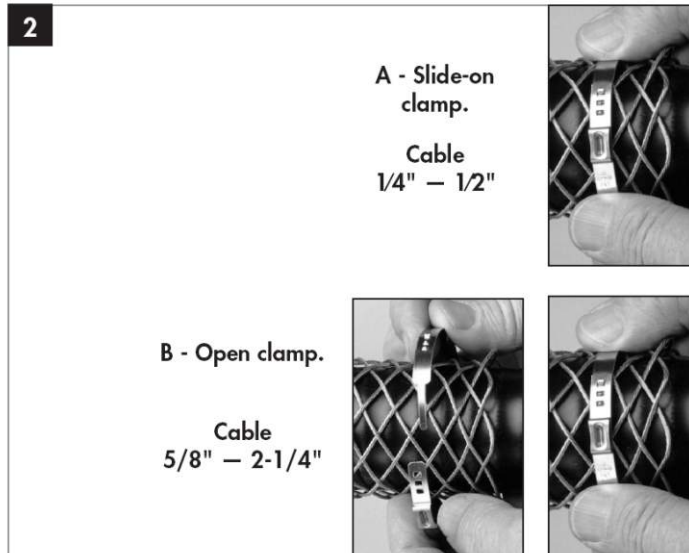 2
A - Slide-on
clamp.
Cable
1/4" — 1/2"
B - Open clamp.
Cable
5/8" — 2-1/4"